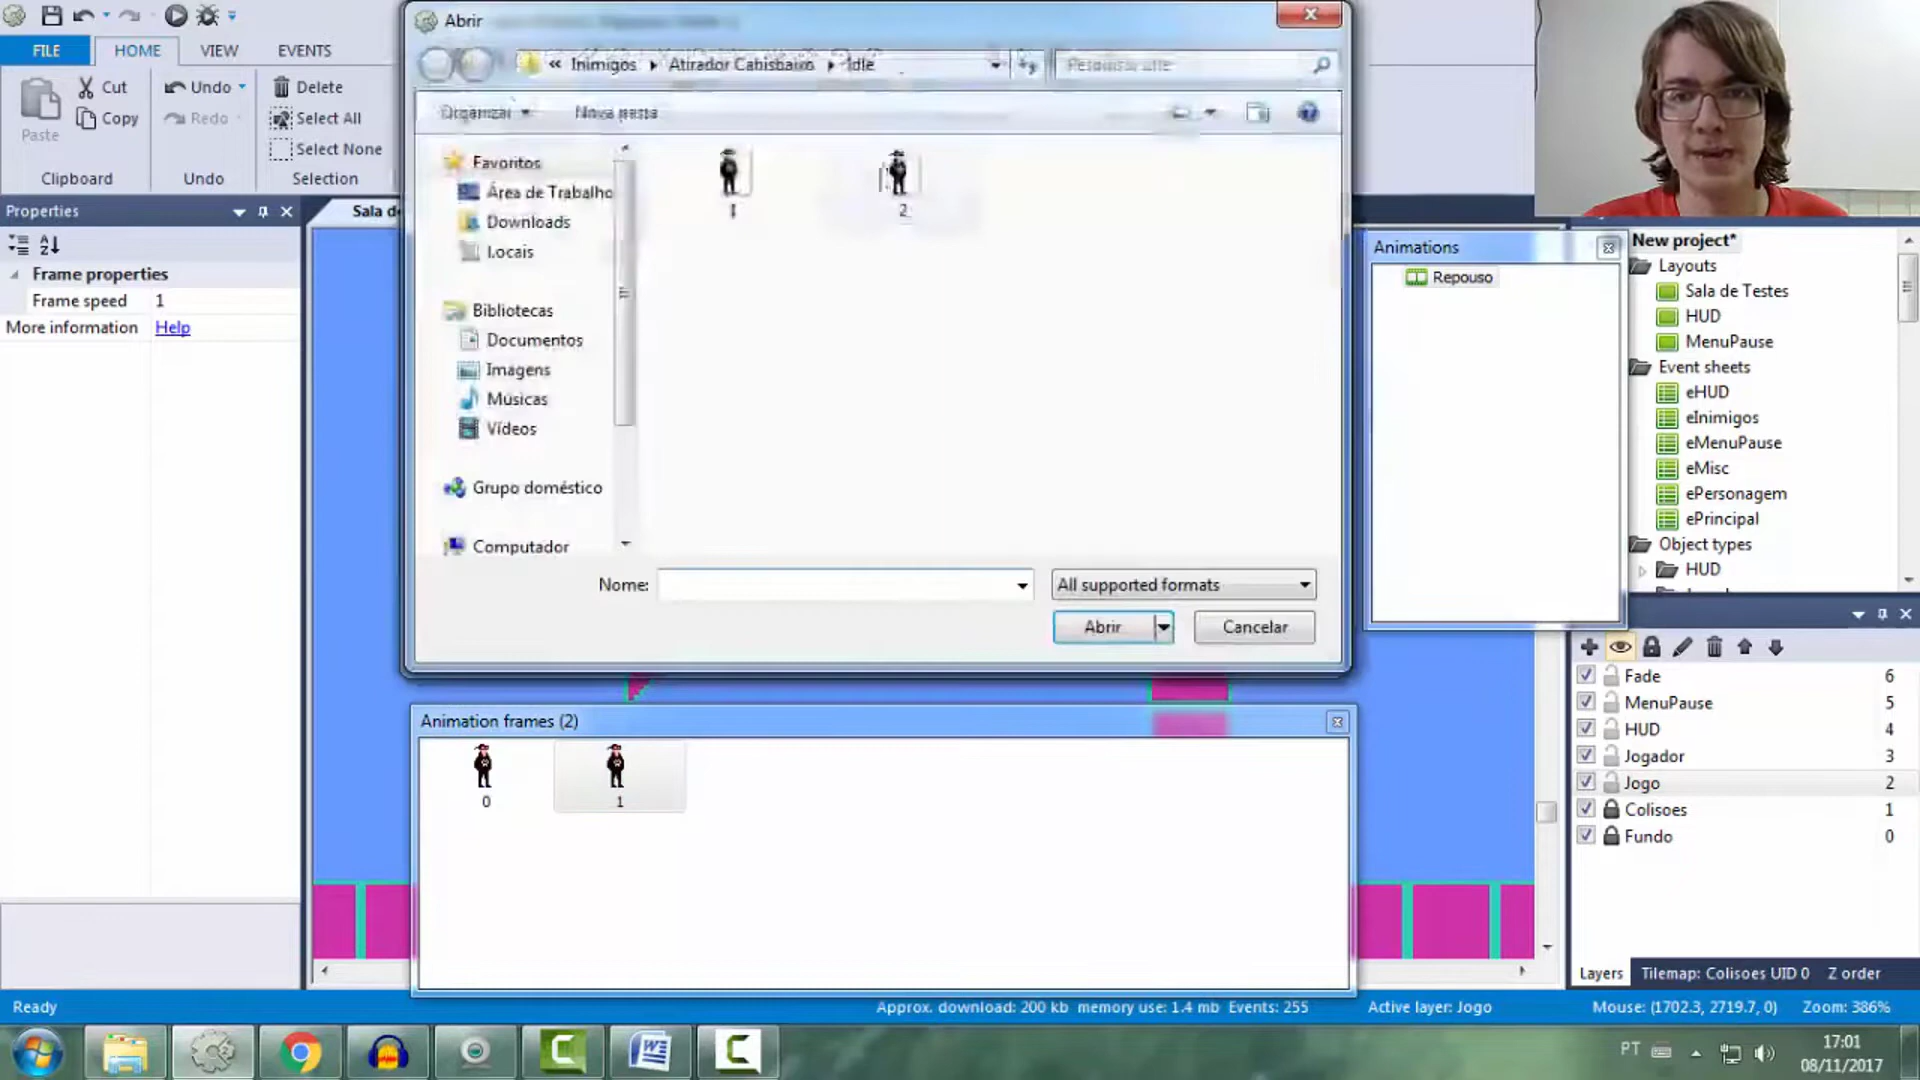 Abrir
FILE HOME VIEW EVENTS
« Inimigos Atirador Cabisbaixo Idle
Pesquisar Idle
Cut
Copy
Paste
Clipboard
Undo
Redo
Undo
Delete
Select All
Select None
Selection
Organizar Nova pasta
Favoritos
Área de Trabalho
Downloads
Locais
Bibliotecas
Documentos
Imagens
Músicas
Vídeos
Grupo doméstico
Computador
1
2
Nome:
All supported formats
Abrir
Cancelar
Properties
Frame properties
Frame speed 1
More information Help
Sala d
Animations
Repouso
New project*
Layouts
Sala de Testes
HUD
MenuPause
Event sheets
eHUD
eInimigos
eMenuPause
eMisc
ePersonagem
ePrincipal
Object types
HUD
Animation frames (2)
0
1
Fade 6
MenuPause 5
HUD 4
Jogador 3
Jogo 2
Colisoes 1
Fundo 0
Layers Tilemap: Colisoes UID 0 Z order
Ready
Approx. download: 200 kb memory use: 1.4 mb Events: 255
Active layer: Jogo
Mouse: (1702.3, 2719.7, 0)
Zoom: 386%
PT
17:01
08/11/2017